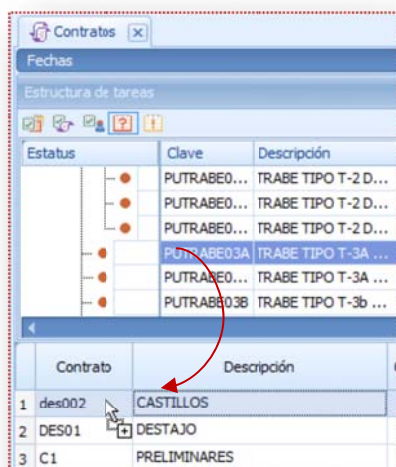 Contratos
Fechas
Estructura de tareas
Estatus Clave Descripción
PUTRABE0... TRABE TIPO T-2 D...
PUTRABE0... TRABE TIPO T-2 D...
PUTRABE0... TRABE TIPO T-2 D...
PUTRABE03A TRABE TIPO T-3A ...
PUTRABE0... TRABE TIPO T-3A ...
PUTRABE03B TRABE TIPO T-3b ...
Contrato Descripción
1 des002 CASTILLOS
2 DES01 DESTAJO
3 C1 PRELIMINARES